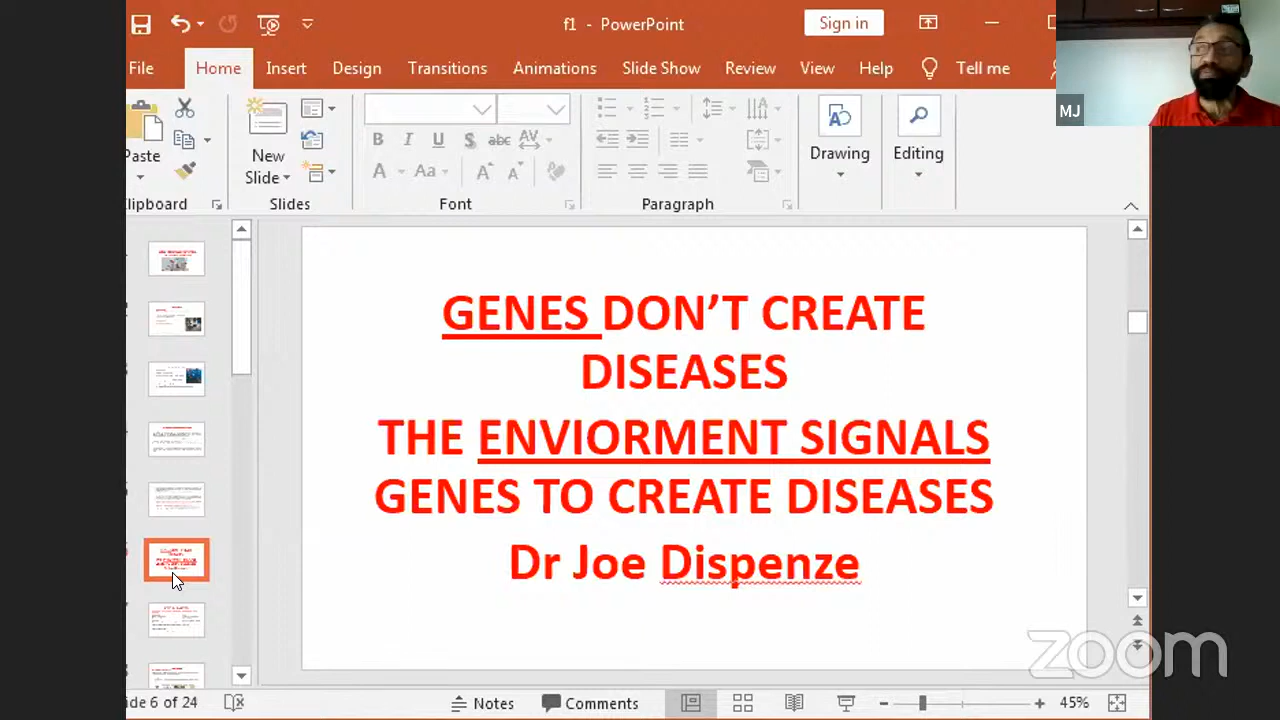 f1 - PowerPoint
Sign in
File Home Insert Design Transitions Animations Slide Show Review View Help Tell me
MJ
Paste
New
Slide
Drawing
Editing
lipboard
Slides
Font
Paragraph
GENES DON’T CREATE
DISEASES
THE ENVIORMENT SIGNALS
GENES TO CREATE DISEASES
Dr Joe Dispenze
zoom
ide 6 of 24
Notes
Comments
45%